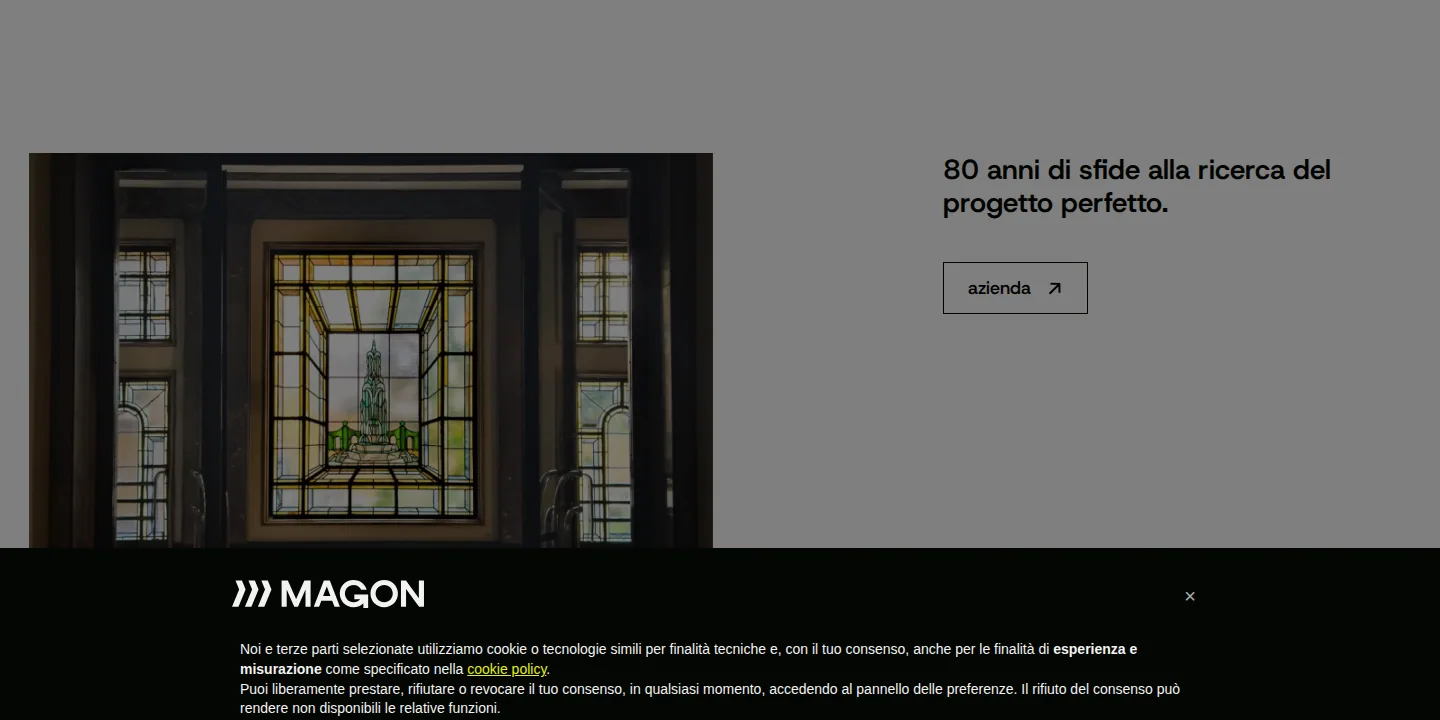 80 anni di sfide alla ricerca del
progetto perfetto.
azienda
MAGON
×
Noi e terze parti selezionate utilizziamo cookie o tecnologie simili per finalità tecniche e, con il tuo consenso, anche per le finalità di esperienza e
misurazione come specificato nella cookie policy.
Puoi liberamente prestare, rifiutare o revocare il tuo consenso, in qualsiasi momento, accedendo al pannello delle preferenze. Il rifiuto del consenso può
rendere non disponibili le relative funzioni.